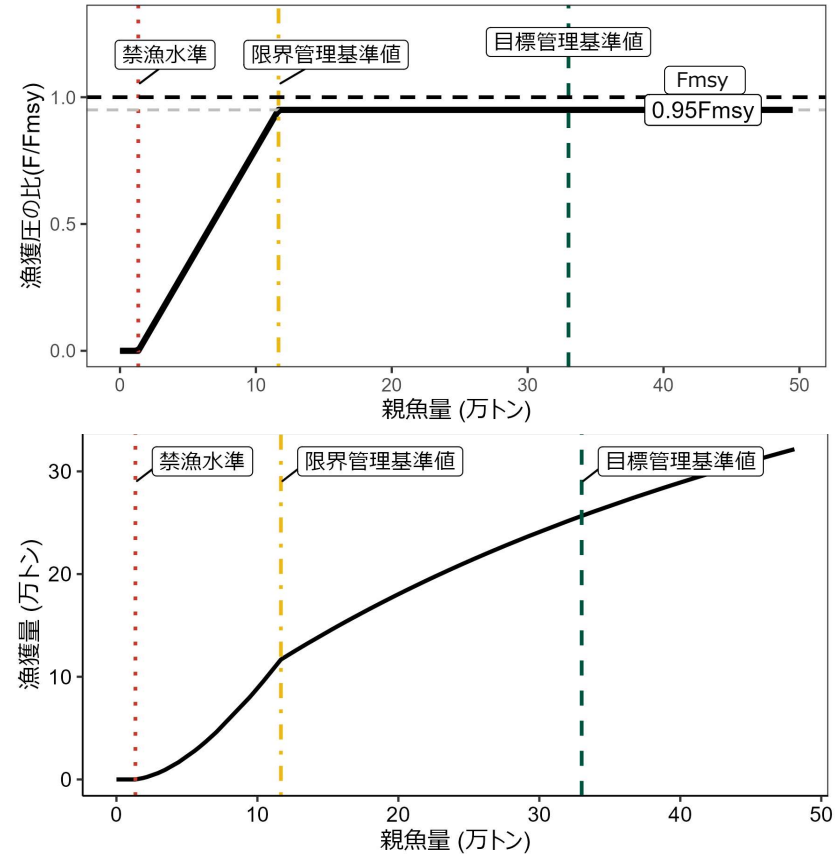 禁漁水準
限界管理基準値
目標管理基準値
Fmsy
0.95Fmsy
1.0
0.5
0.0
漁獲圧の比(F/Fmsy)
0
10
20
30
40
50
親魚量 (万トン)
禁漁水準
限界管理基準値
目標管理基準値
30
20
10
0
漁獲量 (万トン)
0
10
20
30
40
50
親魚量 (万トン)